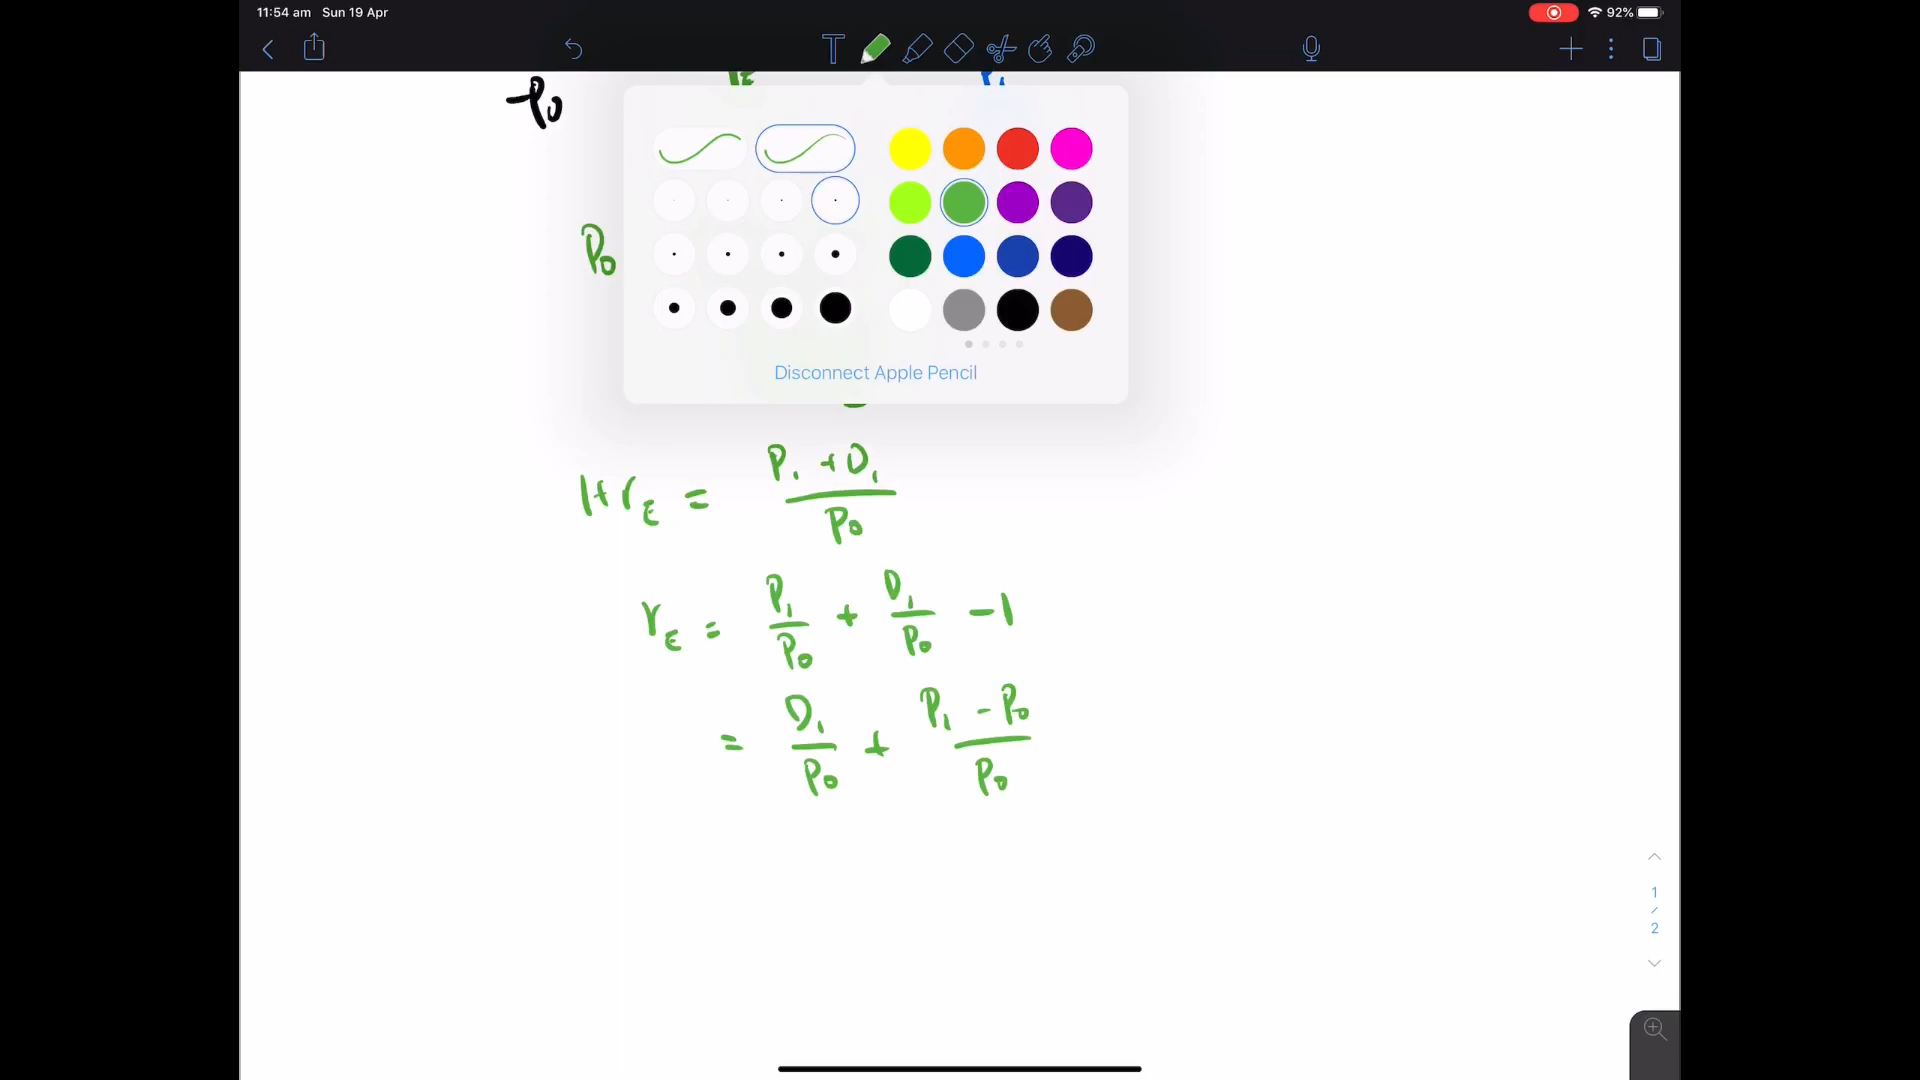 11:54 am Sun 19 Apr 92%
T
-P₀
P₀
Disconnect Apple Pencil
1+r_E = (P₁ + D₁)/P₀
r_E = P₁/P₀ + D₁/P₀ - 1
= D₁/P₀ + (P₁ - P₀)/P₀
1
/
2